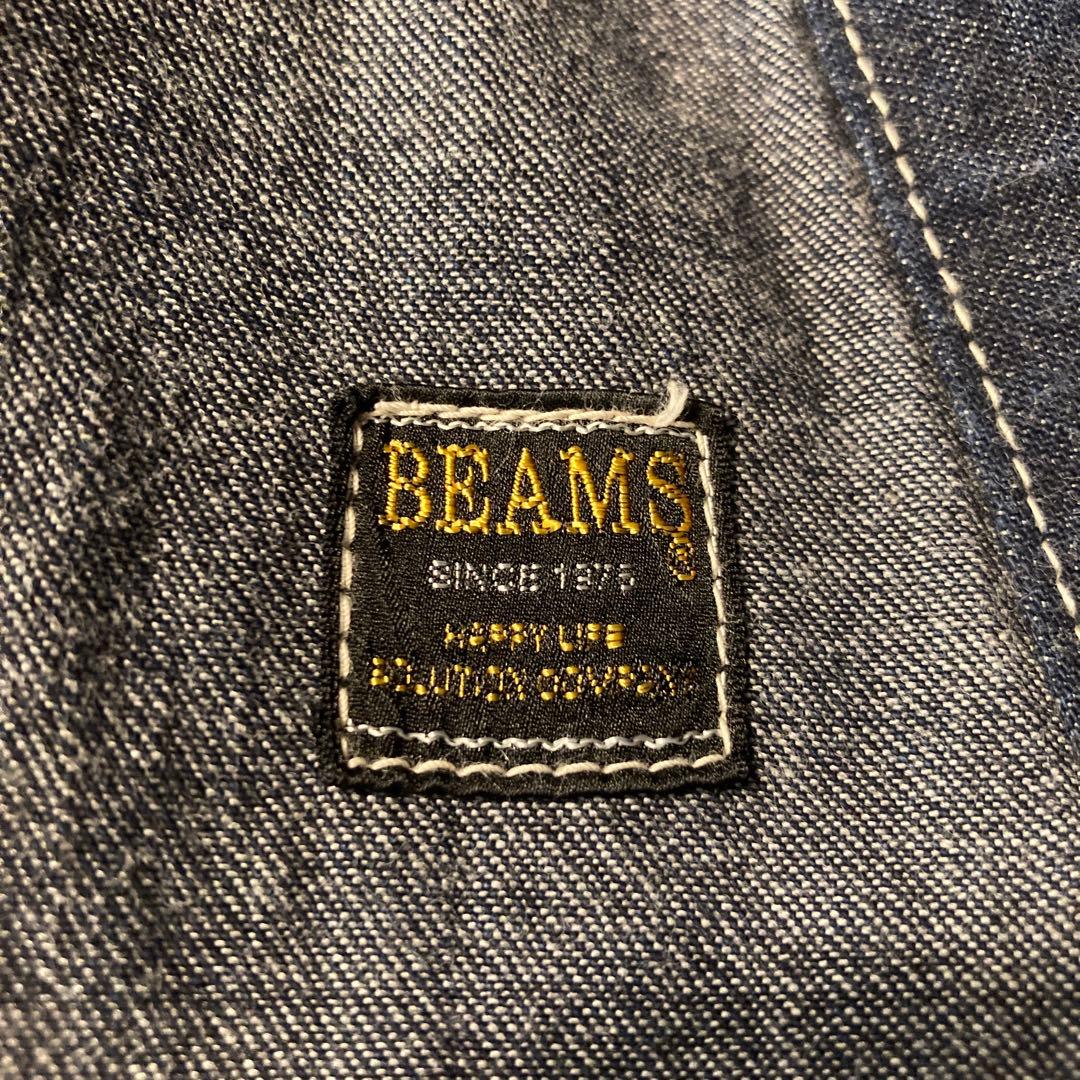 BEAMS®
SINCE 1976
HAPPY LIFE
SOLUTION COMPANY